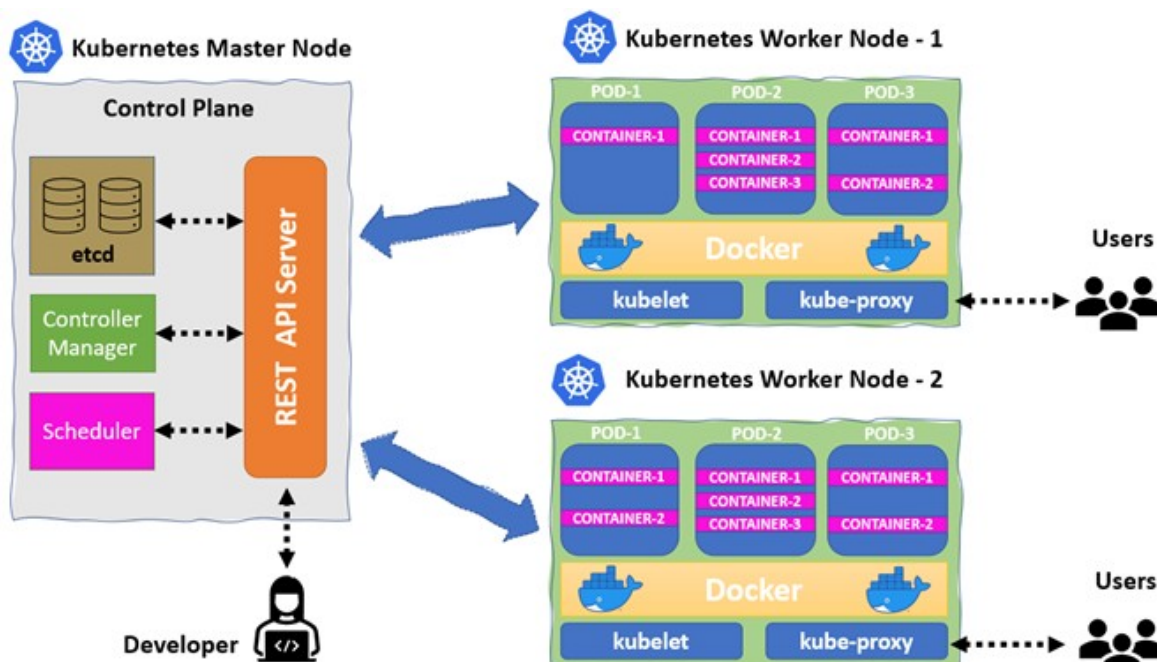 Kubernetes Master Node
Control Plane
etcd
Controller
Manager
Scheduler
REST API Server
Developer
Kubernetes Worker Node - 1
POD-1
POD-2
POD-3
CONTAINER-1
CONTAINER-1
CONTAINER-2
CONTAINER-3
CONTAINER-1
CONTAINER-2
Docker
kubelet
kube-proxy
Users
Kubernetes Worker Node - 2
POD-1
POD-2
POD-3
CONTAINER-1
CONTAINER-2
CONTAINER-1
CONTAINER-2
CONTAINER-3
CONTAINER-1
CONTAINER-2
Docker
kubelet
kube-proxy
Users